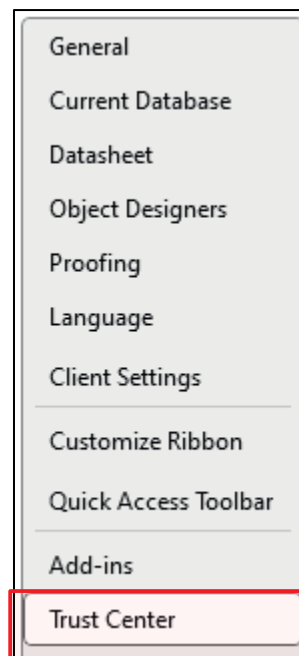 General
Current Database
Datasheet
Object Designers
Proofing
Language
Client Settings
Customize Ribbon
Quick Access Toolbar
Add-ins
Trust Center